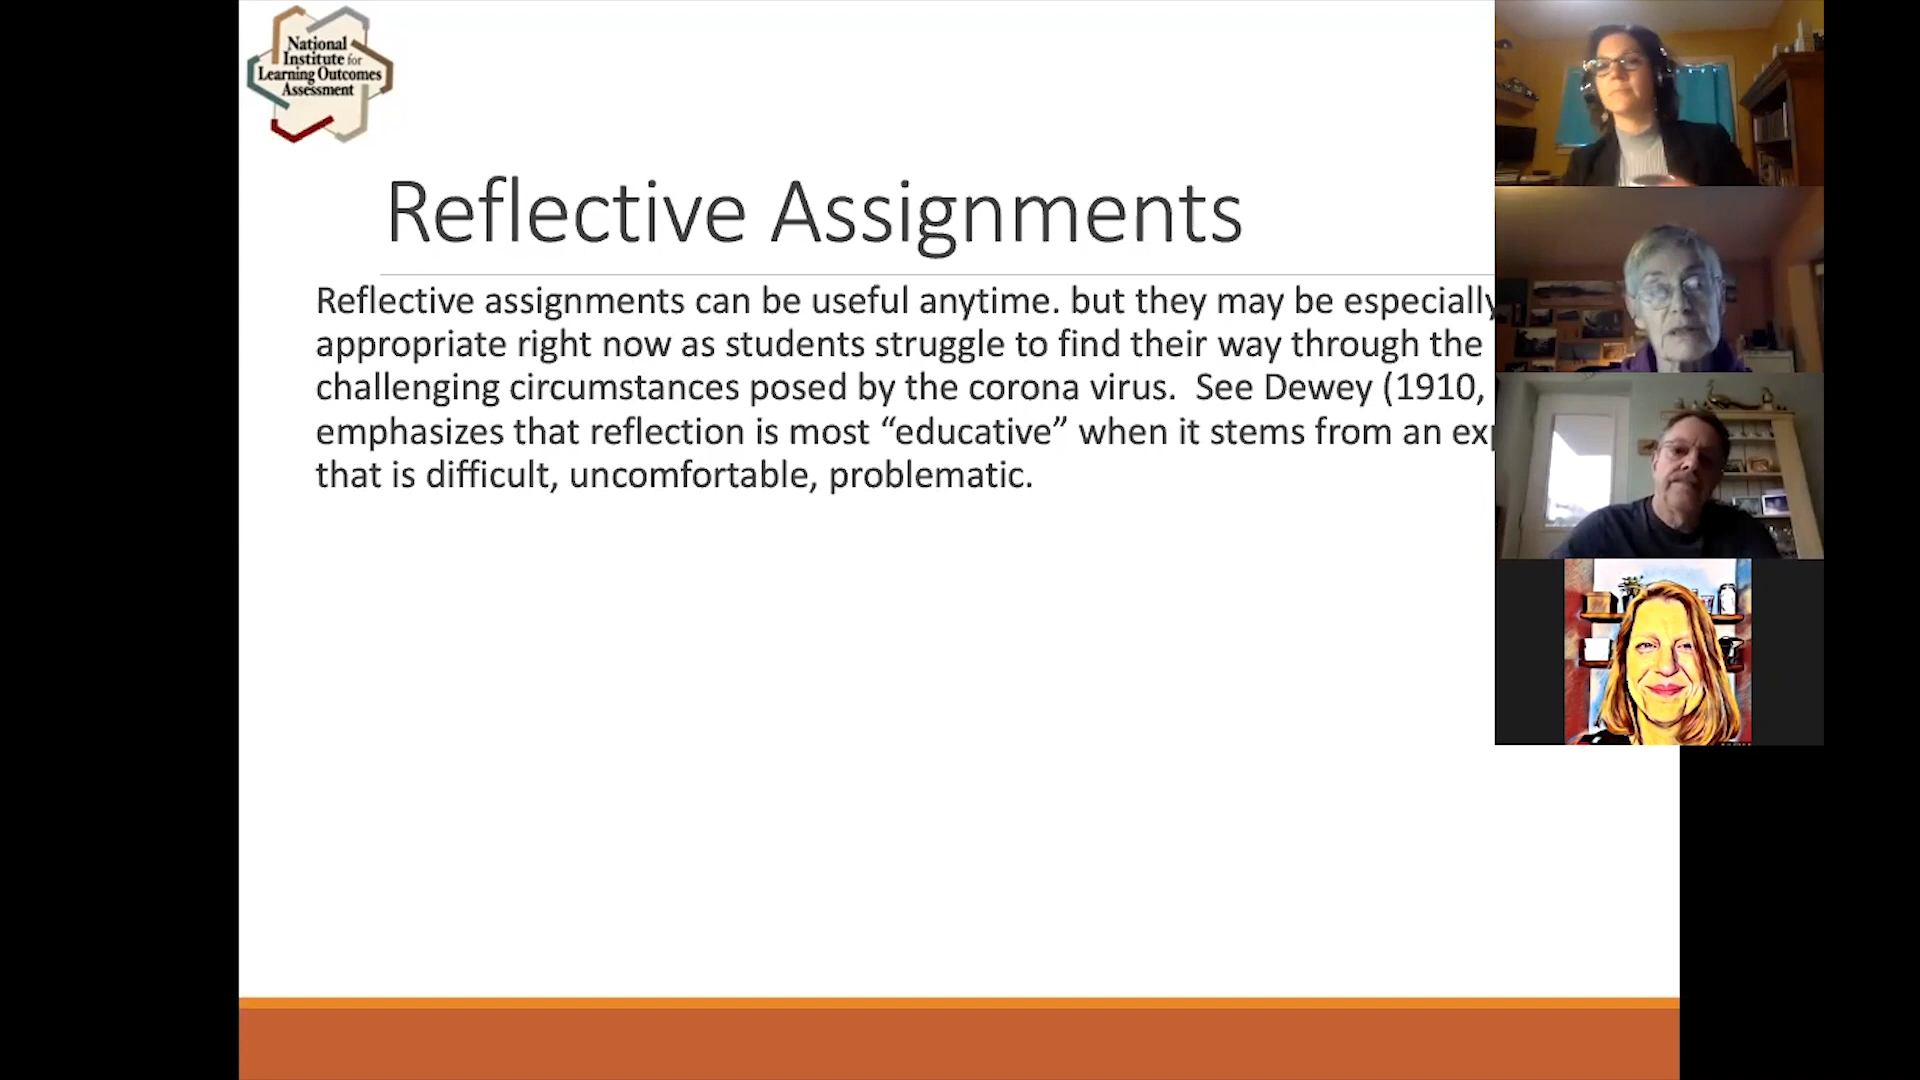 National
Institute for
Learning Outcomes
Assessment
Reflective Assignments
Reflective assignments can be useful anytime. but they may be especially
appropriate right now as students struggle to find their way through the
challenging circumstances posed by the corona virus.  See Dewey (1910,
emphasizes that reflection is most “educative” when it stems from an
that is difficult, uncomfortable, problematic.